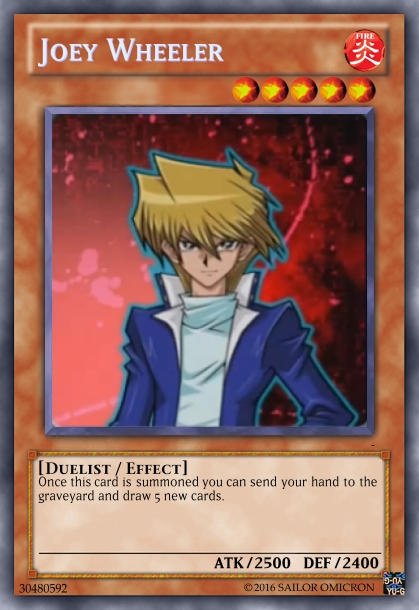 Joey Wheeler
FIRE
炎
-
[Duelist / Effect]
Once this card is summoned you can send your hand to the
graveyard and draw 5 new cards.
ATK/2500 DEF/2400
30480592
©2016 SAILOR OMICRON